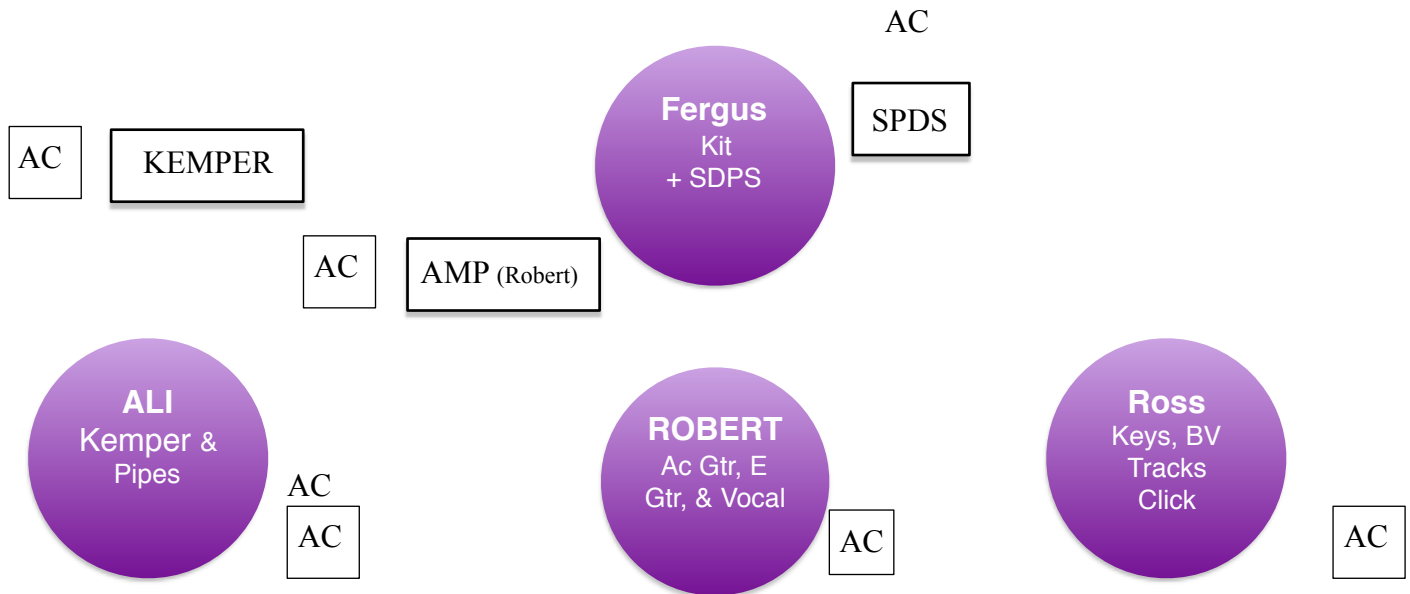 AC
Fergus
Kit
+ SDPS
SPDS
AC
KEMPER
AC
AMP (Robert)
ALI
Kemper &
Pipes
AC
AC
ROBERT
Ac Gtr, E
Gtr, & Vocal
AC
Ross
Keys, BV
Tracks
Click
AC